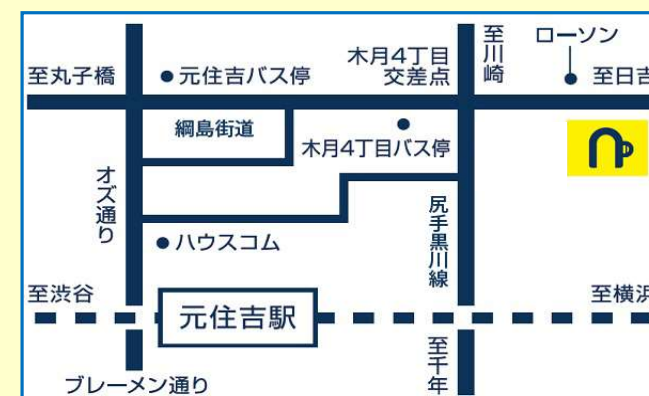 至川崎
ローソン
木月4丁目
交差点
至丸子橋
元住吉バス停
至日吉
綱島街道
木月4丁目バス停
オズ通り
尻手黒川線
ハウスコム
至渋谷
至横浜
元住吉駅
至千年
ブレーメン通り